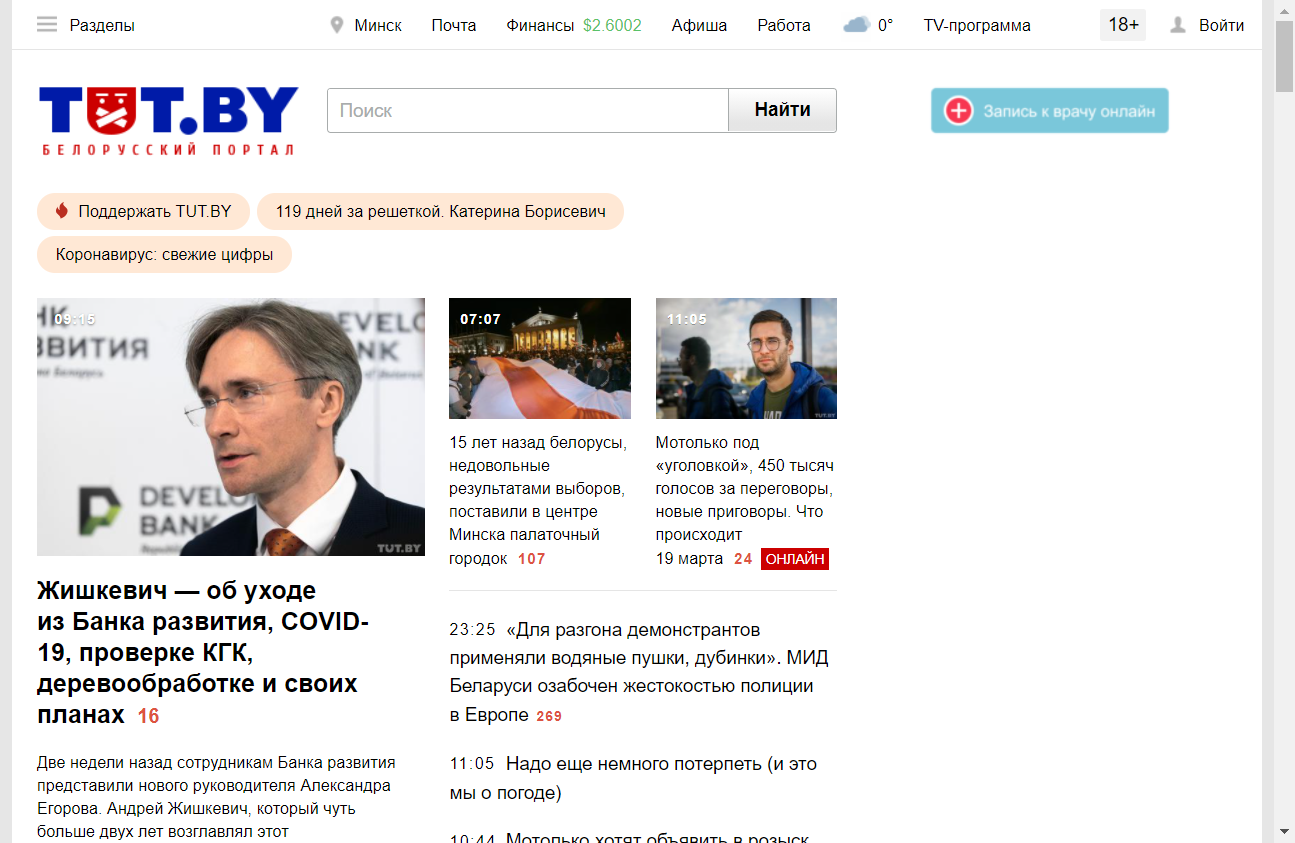 Разделы
Минск
Почта
Финансы $2.6002
Афиша
Работа
0°
TV-программа
18+
Войти
TUT.BY
БЕЛОРУССКИЙ ПОРТАЛ
Поиск
Найти
Запись к врачу онлайн
Поддержать TUT.BY
119 дней за решеткой. Катерина Борисевич
Коронавирус: свежие цифры
09:15
DEVELO
BANK
TUT.BY
Жишкевич — об уходе
из Банка развития, COVID-
19, проверке КГК,
деревообработке и своих
планах 16
Две недели назад сотрудникам Банка развития
представили нового руководителя Александра
Егорова. Андрей Жишкевич, который чуть
больше двух лет возглавлял этот
07:07
15 лет назад белорусы,
недовольные
результатами выборов,
поставили в центре
Минска палаточный
городок 107
11:05
TUT.BY
Мотолько под
«уголовкой», 450 тысяч
голосов за переговоры,
новые приговоры. Что
происходит
19 марта 24 ОНЛАЙН
23:25 «Для разгона демонстрантов
применяли водяные пушки, дубинки». МИД
Беларуси озабочен жестокостью полиции
в Европе 269
11:05 Надо еще немного потерпеть (и это
мы о погоде)
10:44 Мотолько хотят объявить в розыск